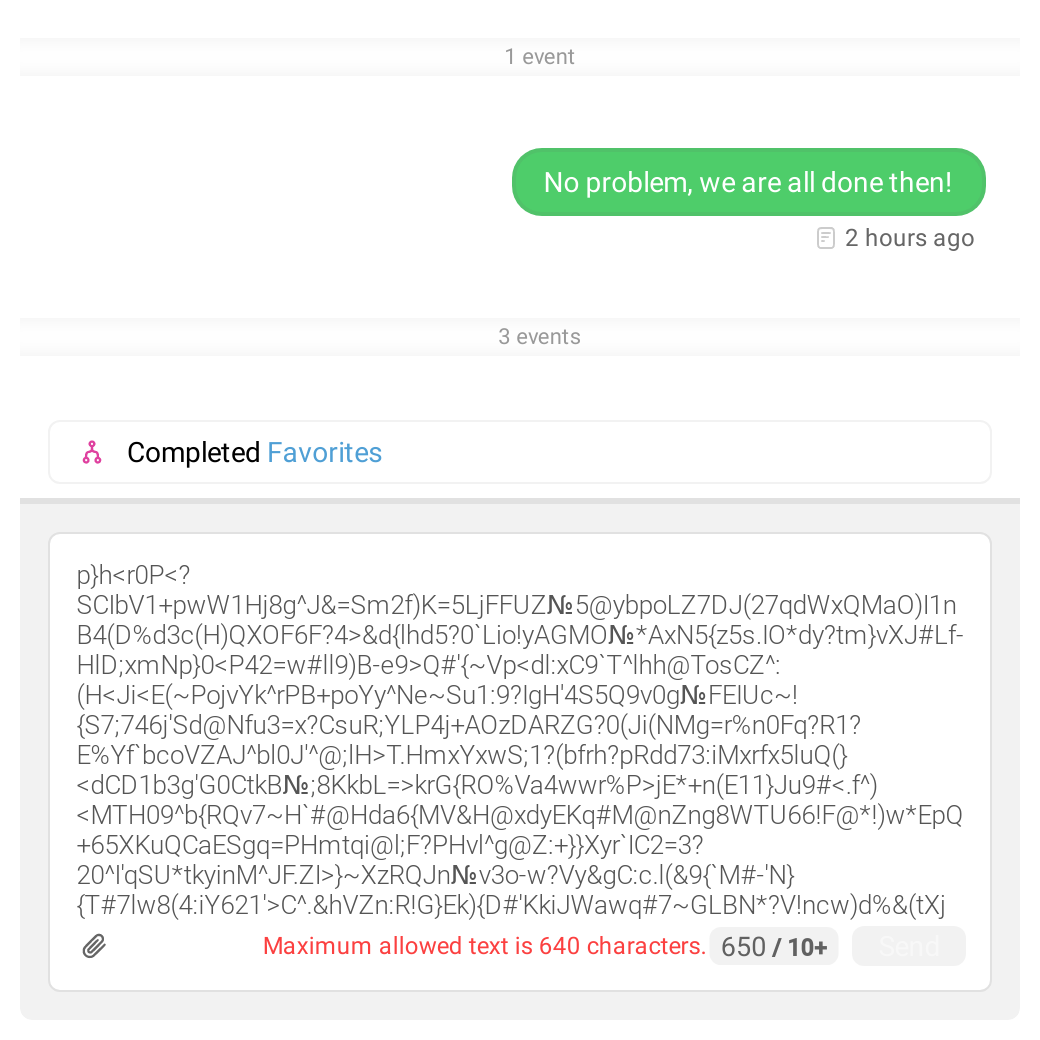 1 event
No problem, we are all done then!
2 hours ago
3 events
Completed Favorites
p}h<r0P<?
SClbV1+pwW1Hj8g^J&=Sm2f)K=5LjFFUZ№5@ybpoLZ7DJ(27qdWxQMaO)I1n
B4(D%d3c(H)QXOF6F?4>&d{lhd5?0`Lio!yAGMO№*AxN5{z5s.IO*dy?tm}vXJ#Lf-
HlD;xmNp}0<P42=w#ll9)B-e9>Q#'{~Vp<dl:xC9`T^lhh@TosCZ^:
(H<Ji<E(~PojvYk^rPB+poYy^Ne~Su1:9?IgH'4S5Q9v0g№FEIUc~!
{S7;746j'Sd@Nfu3=x?CsuR;YLP4j+AOzDARZG?0(Ji(NMg=r%n0Fq?R1?
E%Yf`bcoVZAJ^bl0J'^@;lH>T.HmxYxwS;1?(bfrh?pRdd73:iMxrfx5luQ(}
<dCD1b3g'G0CtkB№;8KkbL=>krG{RO%Va4wwr%P>jE*+n(E11}Ju9#<.f^)
<MTH09^b{RQv7~H`#@Hda6{MV&H@xdyEKq#M@nZng8WTU66!F@*!)w*EpQ
+65XKuQCaESgq=PHmtqi@l;F?PHvl^g@Z:+}}Xyr`lC2=3?
20^I'qSU*tkyinM^JF.ZI>}~XzRQJn№v3o-w?Vy&gC:c.l(&9{`M#-'N}
{T#7lw8(4:iY621'>C^.&hVZn:R!G}Ek){D#'KkiJWawq#7~GLBN*?V!ncw)d%&(tXj
Maximum allowed text is 640 characters. 650 / 10+ Send